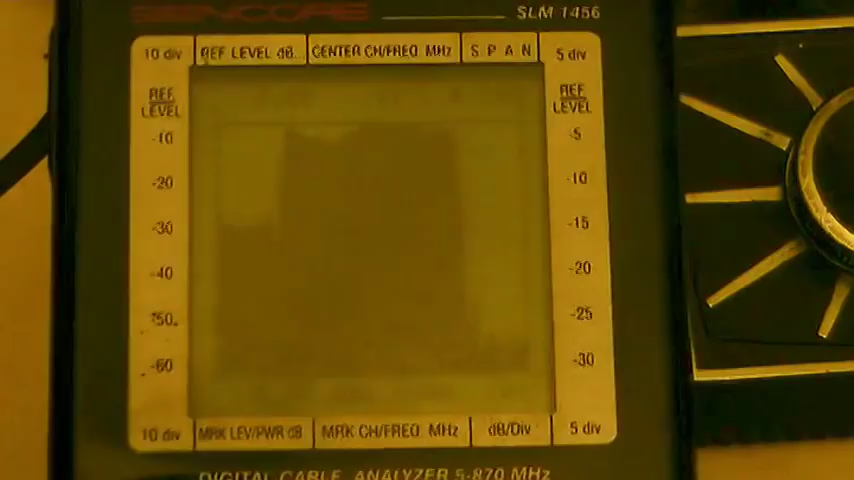 SENCORE
SLM 1456
10 div REF LEVEL dB CENTER CH/FREQ MHz S P A N 5 div
REF LEVEL
-10
-20
-30
-40
-50
-60
REF LEVEL
-5
-10
-15
-20
-25
-30
10 div MRK LEV/PWR dB MRK CH/FREQ MHz dB/Div 5 div
DIGITAL CABLE ANALYZER 5-870 MHz